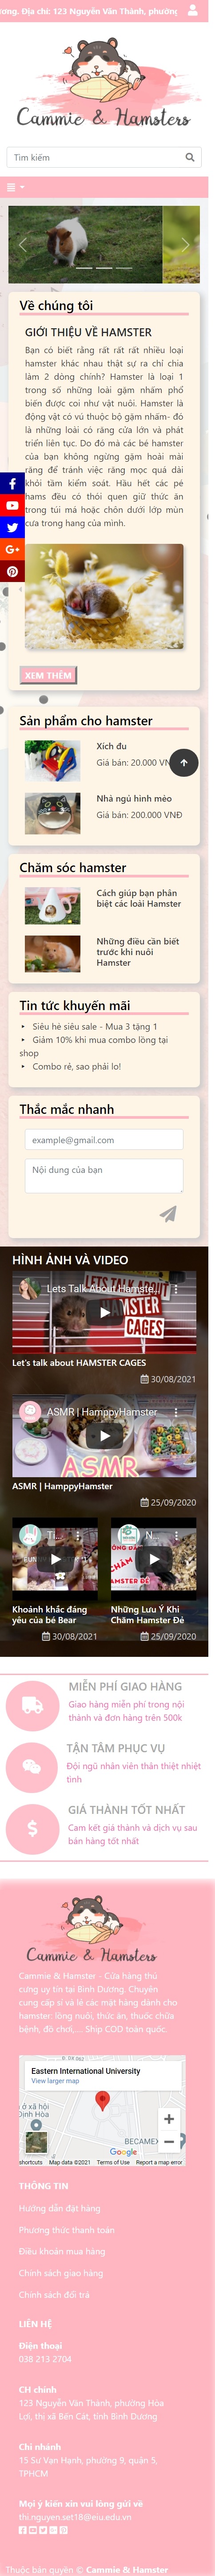 ương. Địa chỉ: 123 Nguyễn Văn Thành, phường
Cammie & Hamsters
Tìm kiếm
Về chúng tôi
GIỚI THIỆU VỀ HAMSTER
Bạn có biết rằng rất rất rất nhiều loại
hamster khác nhau thật sự ra chỉ chia
làm 2 dòng chính? Hamster là loại 1
trong số những loài gặm nhấm phổ
biến được coi như vật nuôi. Hamster là
động vật có vú thuộc bộ gặm nhấm- đó
là những loài có răng cửa lớn và phát
triển liên tục. Do đó mà các bé hamster
của bạn không ngừng gặm hoài mài
răng để tránh việc răng mọc quá dài
khỏi tầm kiểm soát. Hầu hết các bé
hams đều có thói quen giữ thức ăn
trong túi má hoặc chôn dưới lớp mùn
cưa trong hang của mình.
XEM THÊM
Sản phẩm cho hamster
Xích đu
Giá bán: 20.000 VN
Nhà ngủ hình mèo
Giá bán: 200.000 VNĐ
Chăm sóc hamster
Cách giúp bạn phân
biệt các loài Hamster
Những điều cần biết
trước khi nuôi
Hamster
Tin tức khuyến mãi
Siêu hè siêu sale - Mua 3 tặng 1
Giảm 10% khi mua combo lồng tại
shop
Combo rẻ, sao phải lo!
Thắc mắc nhanh
example@gmail.com
Nội dung của bạn
HÌNH ẢNH VÀ VIDEO
Lets Talk About Hamste...
LETS TALK
HAMSTER
CAGES
Let's talk about HAMSTER CAGES
30/08/2021
ASMR | HamppyHamster
ASMR
ASMR | HamppyHamster
25/09/2020
Ti...
N...
Khoảnh khắc đáng
yêu của bé Bear
30/08/2021
Những Lưu Ý Khi
Chăm Hamster Đẻ
25/09/2020
MIỄN PHÍ GIAO HÀNG
Giao hàng miễn phí trong nội
thành và đơn hàng trên 500k
TẬN TÂM PHỤC VỤ
Đội ngũ nhân viên thân thiết nhiệt
tình
GIÁ THÀNH TỐT NHẤT
Cam kết giá thành và dịch vụ sau
bán hàng tốt nhất
Cammie & Hamsters
Cammie & Hamster - Cửa hàng thú
cưng uy tín tại Bình Dương. Chuyên
cung cấp sỉ và lẻ các mặt hàng dành cho
hamster: lồng nuôi, thức ăn, thuốc chữa
bệnh, đồ chơi,.... Ship COD toàn quốc.
Eastern International University
View larger map
BECAMEX
Google
shortcuts Map data ©2021 Terms of Use Report a map error
THÔNG TIN
Hướng dẫn đặt hàng
Phương thức thanh toán
Điều khoản mua hàng
Chính sách giao hàng
Chính sách đổi trả
LIÊN HỆ
Điện thoại
038 213 2704
CH chính
123 Nguyễn Văn Thành, phường Hòa
Lợi, thị xã Bến Cát, tỉnh Bình Dương
Chi nhánh
15 Sư Vạn Hạnh, phường 9, quận 5,
TPHCM
Mọi ý kiến xin vui lòng gửi về
thi.nguyen.set18@eiu.edu.vn
Thuộc bản quyền © Cammie & Hamster